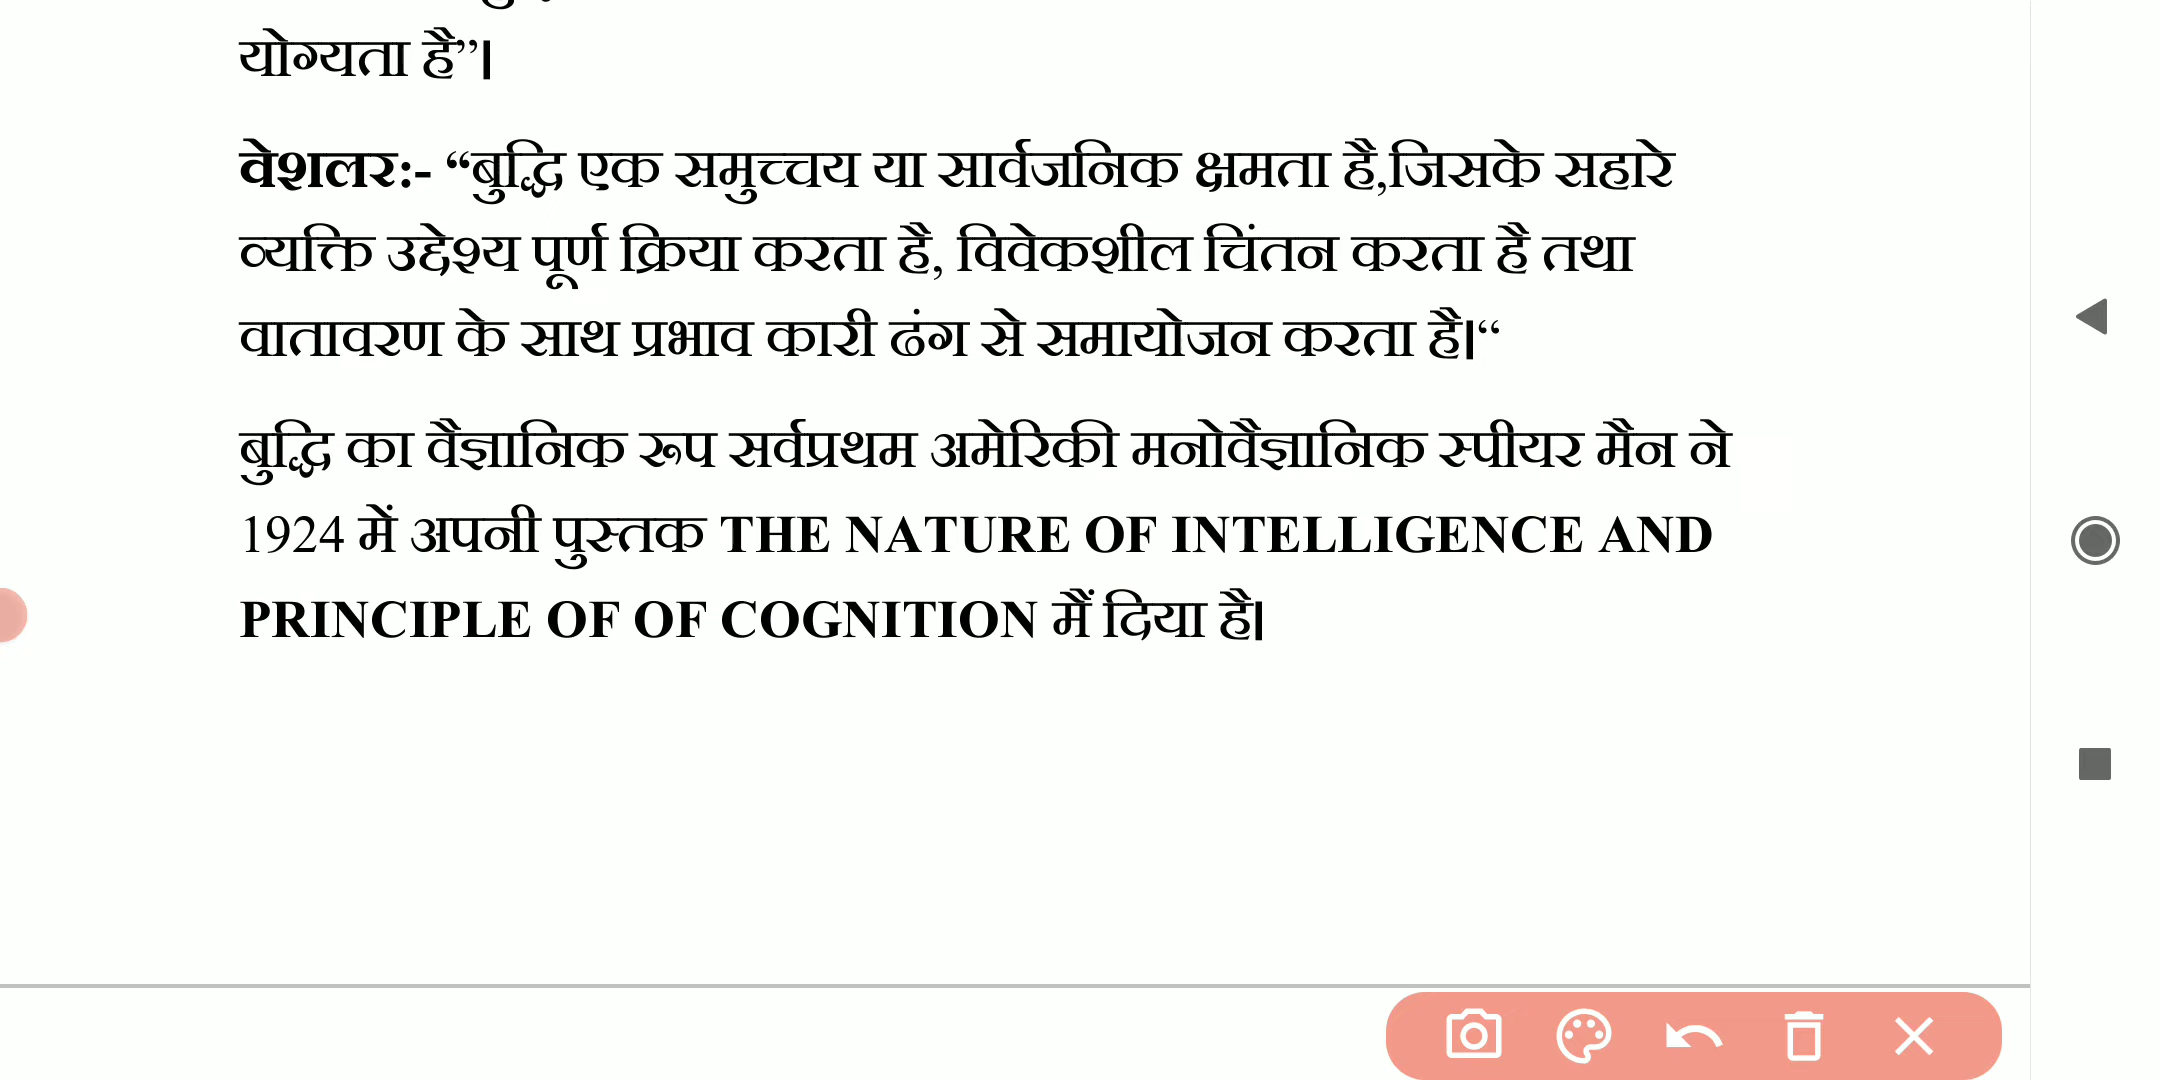 योग्यता है”।
वेशलर:- “बुद्धि एक समुच्चय या सार्वजनिक क्षमता है,जिसके सहारे
व्यक्ति उद्देश्य पूर्ण क्रिया करता है, विवेकशील चिंतन करता है तथा
वातावरण के साथ प्रभाव कारी ढंग से समायोजन करता है।“
बुद्धि का वैज्ञानिक रूप सर्वप्रथम अमेरिकी मनोवैज्ञानिक स्पीयर मैन ने
1924 में अपनी पुस्तक THE NATURE OF INTELLIGENCE AND
PRINCIPLE OF OF COGNITION मैं दिया है।